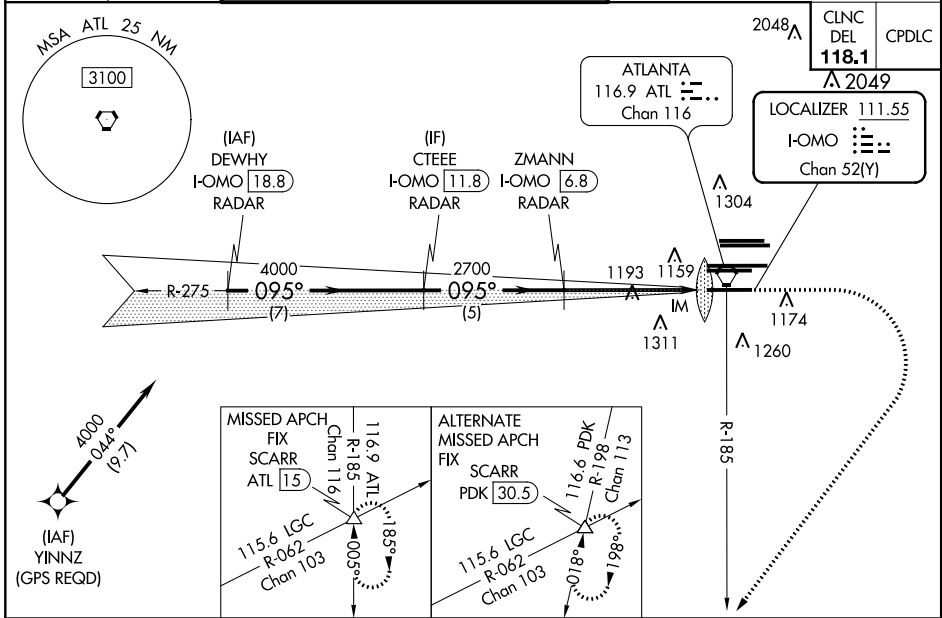 MSA ATL 25 NM
3100
2048
CLNC
DEL
118.1
CPDLC
2049
ATLANTA
116.9 ATL
Chan 116
LOCALIZER 111.55
I-OMO
Chan 52(Y)
(IAF)
DEWHY
I-OMO 18.8
RADAR
(IF)
CTEEE
I-OMO 11.8
RADAR
ZMANN
I-OMO 6.8
RADAR
1304
4000
2700
1193
1159
R-275
095°
095°
(7)
(5)
IM
1174
1311
1260
R-185
4000
044°
(9.7)
(IAF)
YINNZ
(GPS REQD)
MISSED APCH
FIX
SCARR
ATL 15
116.9 ATL
R-185
Chan 116
115.6 LGC
R-062
Chan 103
005°
185°
ALTERNATE
MISSED APCH
FIX
SCARR
PDK 30.5
116.6 PDK
R-198
Chan 113
115.6 LGC
R-062
Chan 103
018°
198°